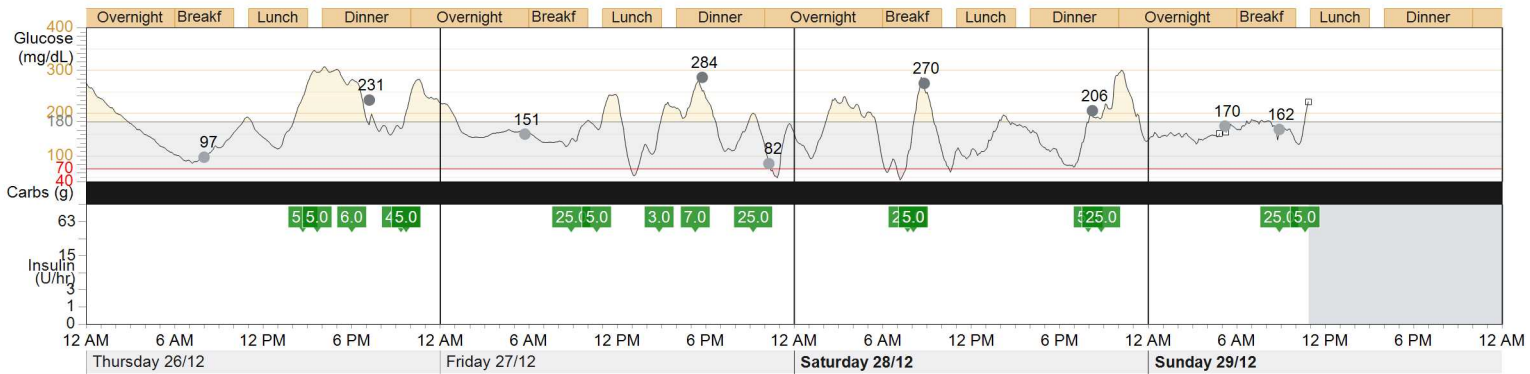 Overnight Breakf Lunch Dinner Overnight Breakf Lunch Dinner Overnight Breakf Lunch Dinner Overnight Breakf Lunch Dinner
400
Glucose
(mg/dL)
300
284
270
231
206
200
180
170
162
151
97
100
82
70
40
Carbs (g)
5.0 6.0 5.0 25.0 5.0 3.0 7.0 25.0 5.0 25.0 25.0 5.0
63
15
Insulin
(U/hr)
3
1
0
12 AM 6 AM 12 PM 6 PM 12 AM 6 AM 12 PM 6 PM 12 AM 6 AM 12 PM 6 PM 12 AM 6 AM 12 PM 6 PM 12 AM
Thursday 26/12 Friday 27/12 Saturday 28/12 Sunday 29/12